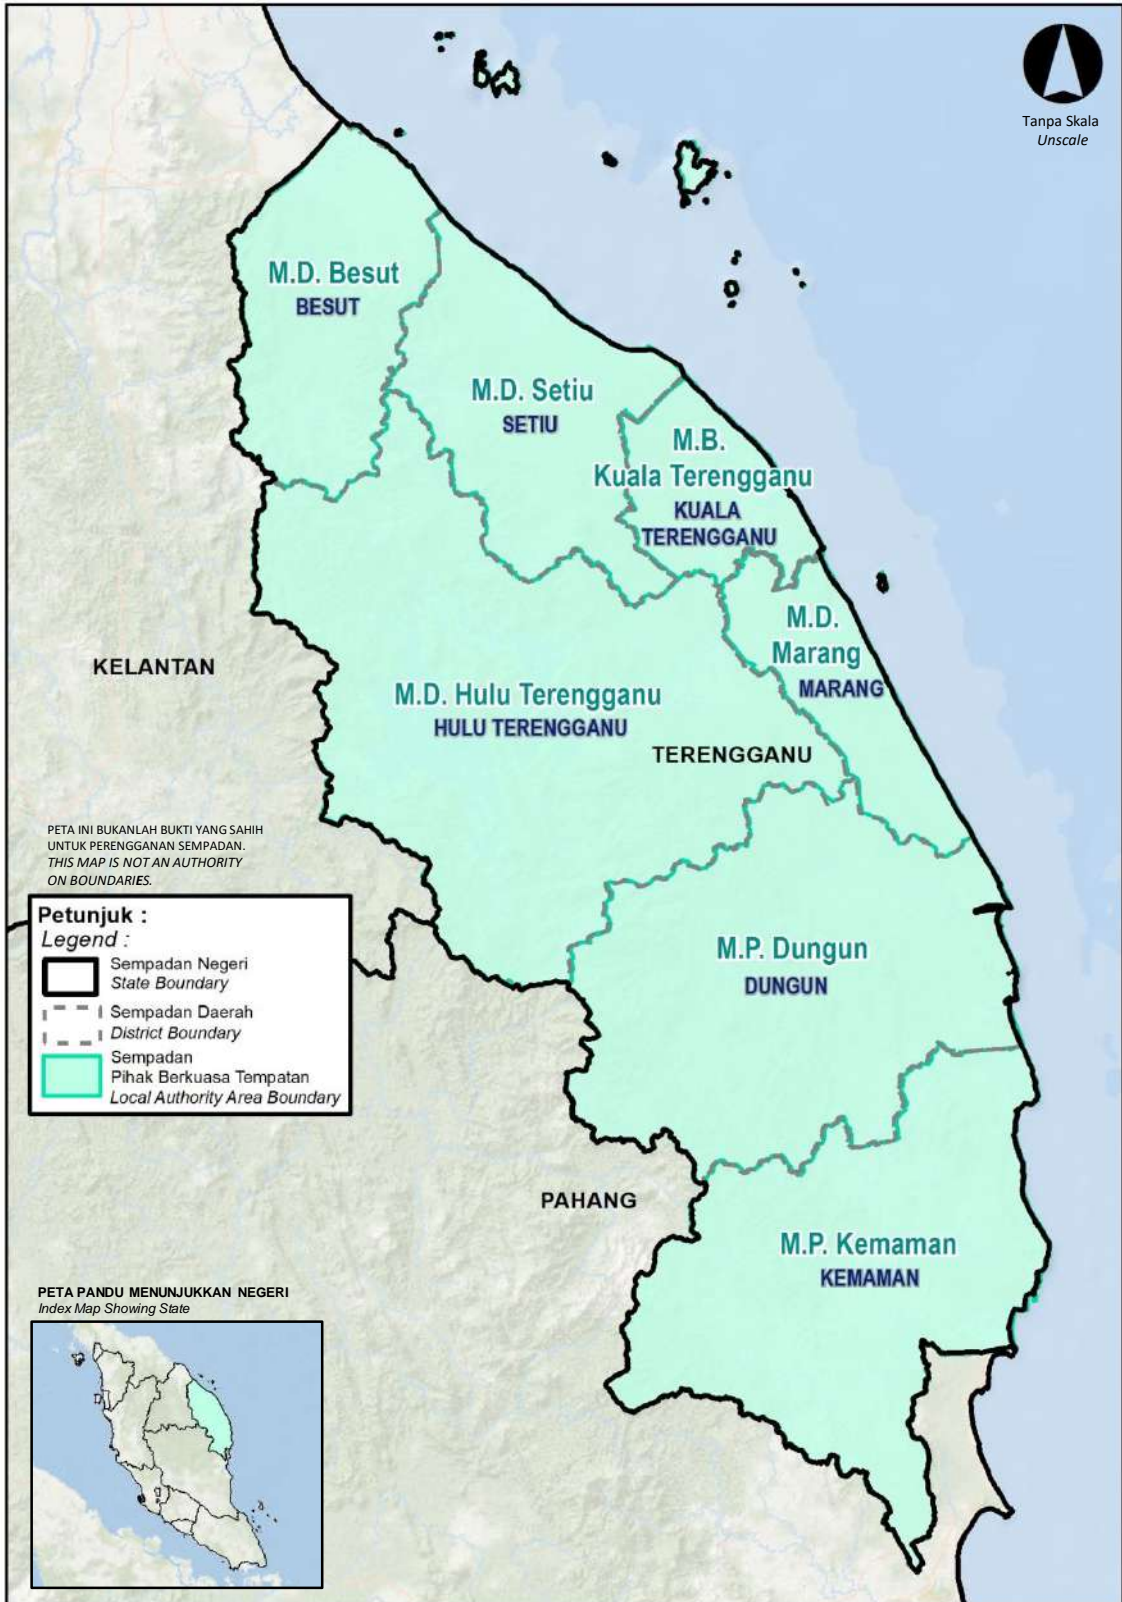 Tanpa Skala
Unscale
M.D. Besut
BESUT
M.D. Setiu
SETIU
M.B.
Kuala Terengganu
KUALA
TERENGGANU
M.D.
Marang
MARANG
KELANTAN
M.D. Hulu Terengganu
HULU TERENGGANU
TERENGGANU
PETA INI BUKANLAH BUKTI YANG SAHIH
UNTUK PERENGGANAN SEMPADAN.
THIS MAP IS NOT AN AUTHORITY
ON BOUNDARIES.
Petunjuk :
Legend :
Sempadan Negeri
State Boundary
Sempadan Daerah
District Boundary
Sempadan
Pihak Berkuasa Tempatan
Local Authority Area Boundary
M.P. Dungun
DUNGUN
PAHANG
M.P. Kemaman
KEMAMAN
PETA PANDU MENUNJUKKAN NEGERI
Index Map Showing State